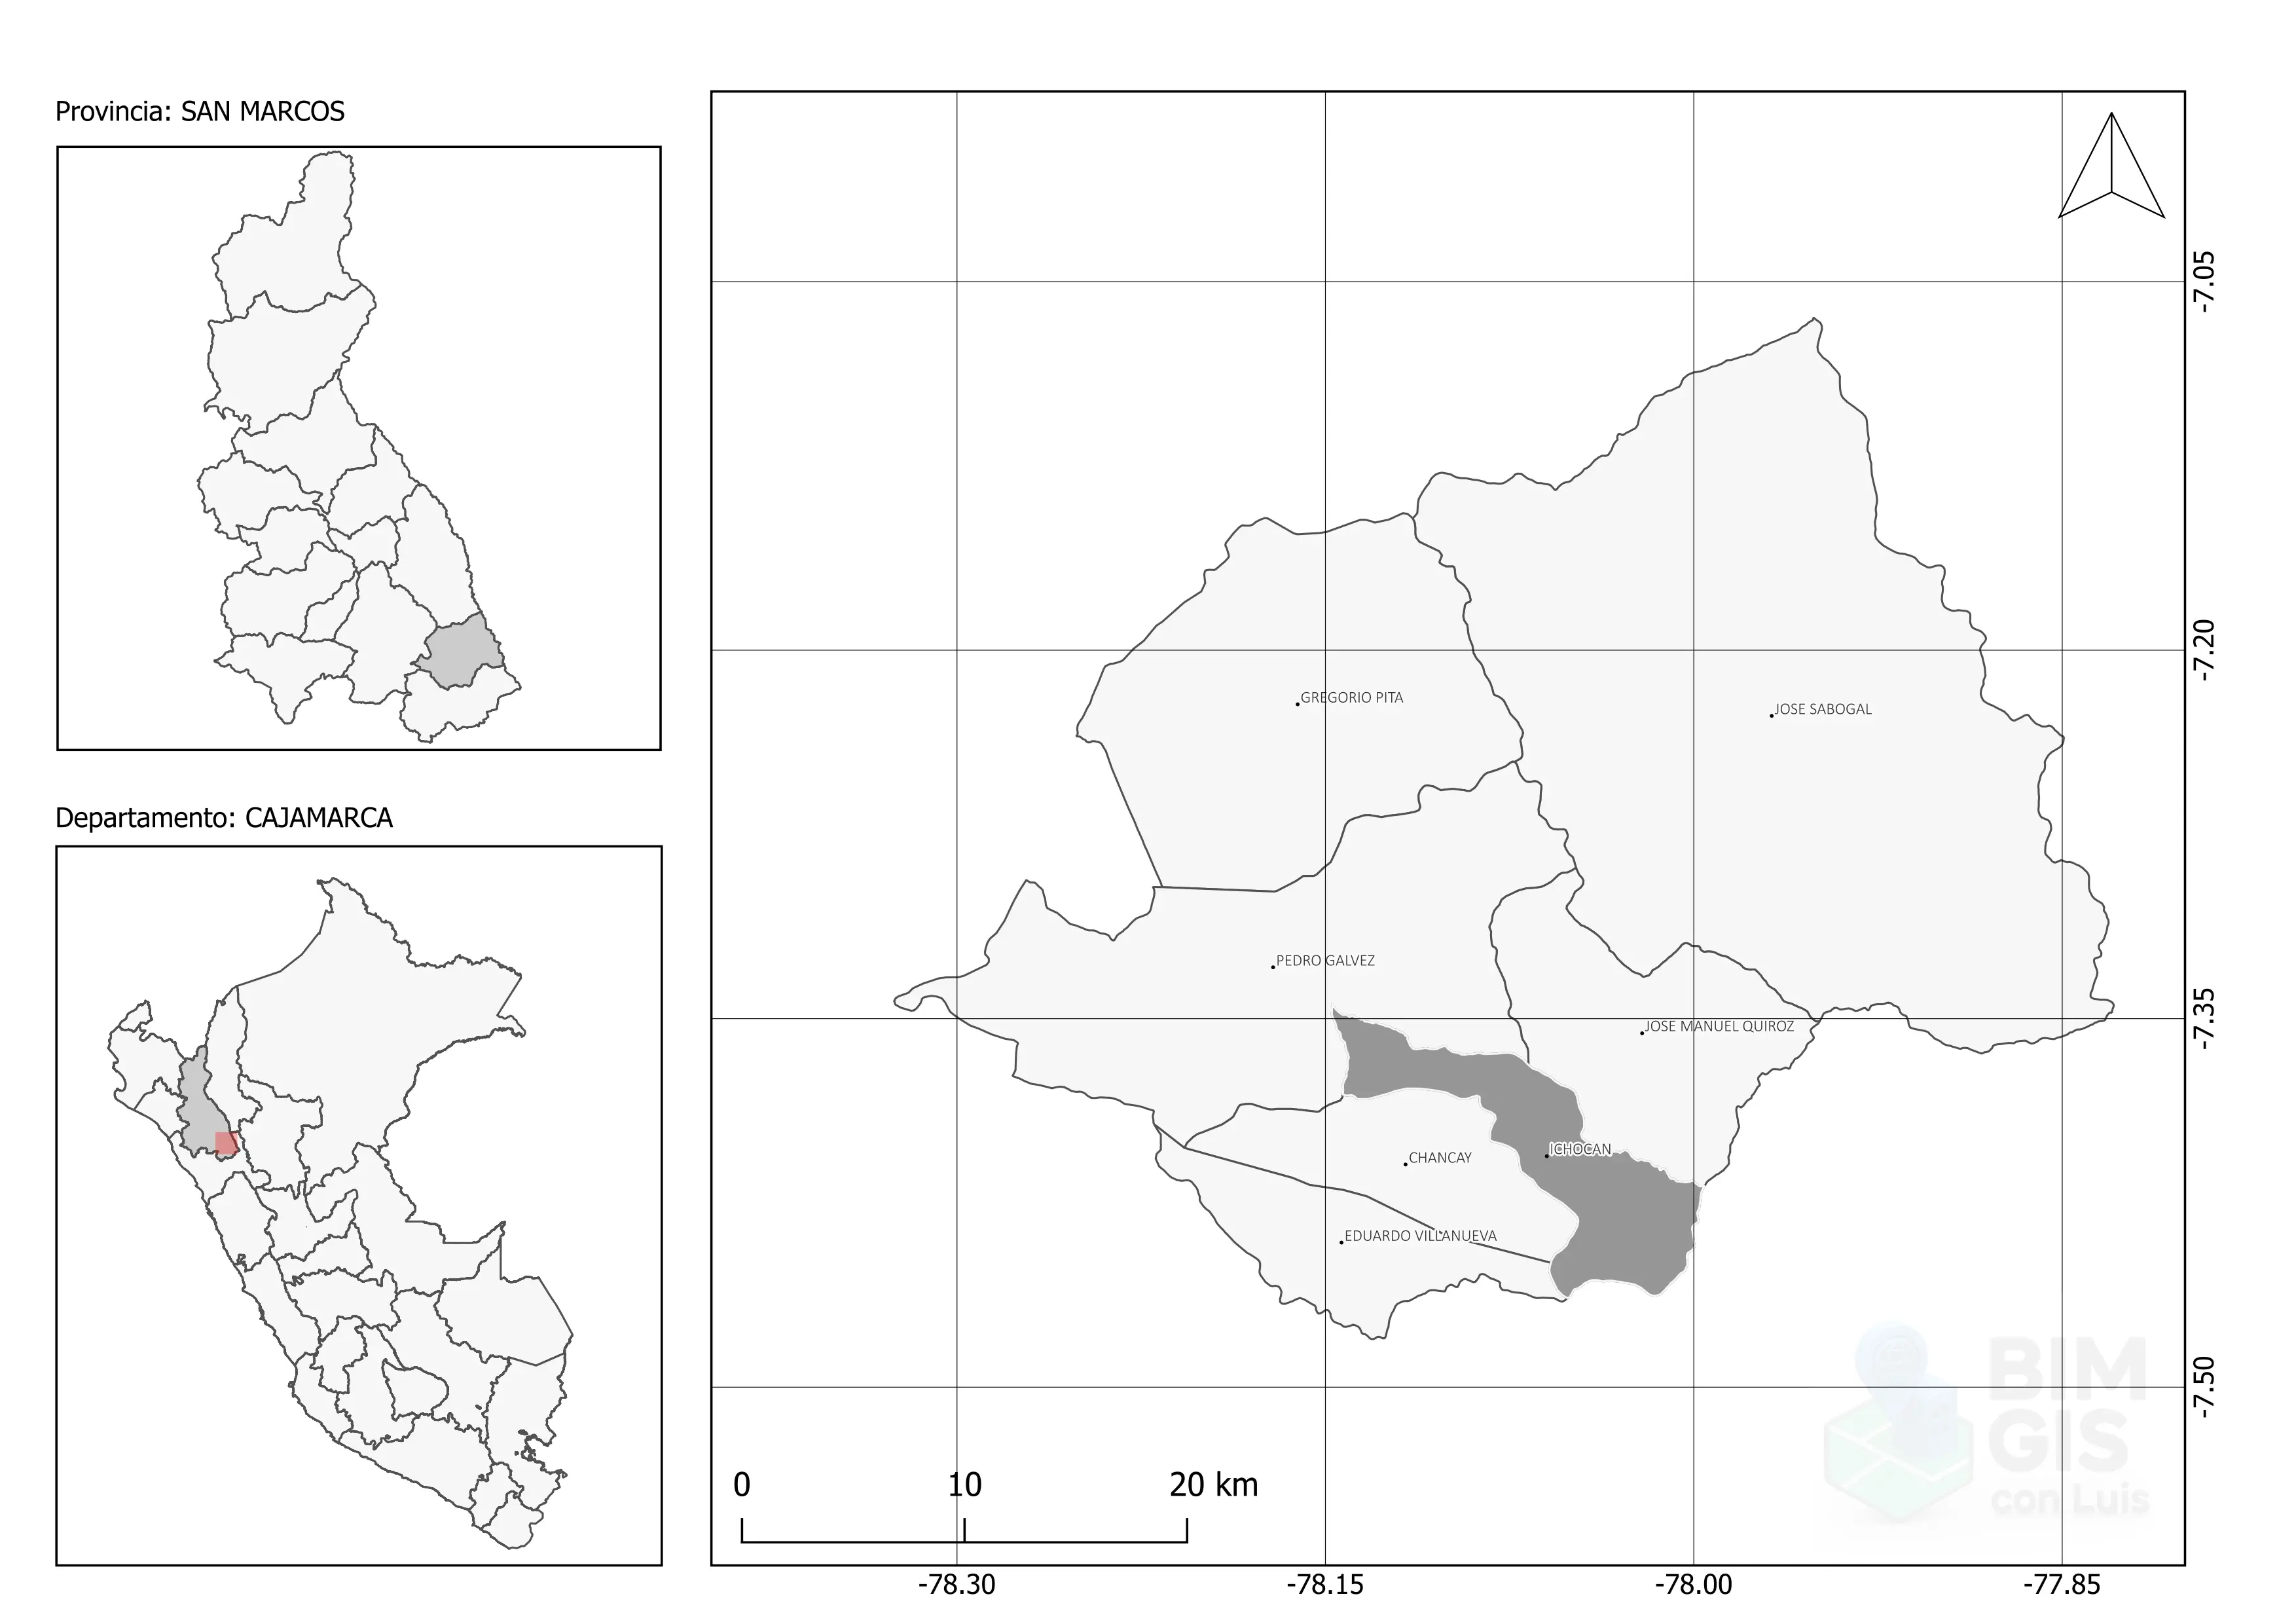 Provincia: SAN MARCOS
Departamento: CAJAMARCA
GREGORIO PITA
JOSE SABOGAL
PEDRO GALVEZ
JOSE MANUEL QUIROZ
ICHOCAN
CHANCAY
EDUARDO VILLANUEVA
-7.05
-7.20
-7.35
-7.50
0 10 20 km
-78.30 -78.15 -78.00 -77.85
BIM
GIS
con Luis